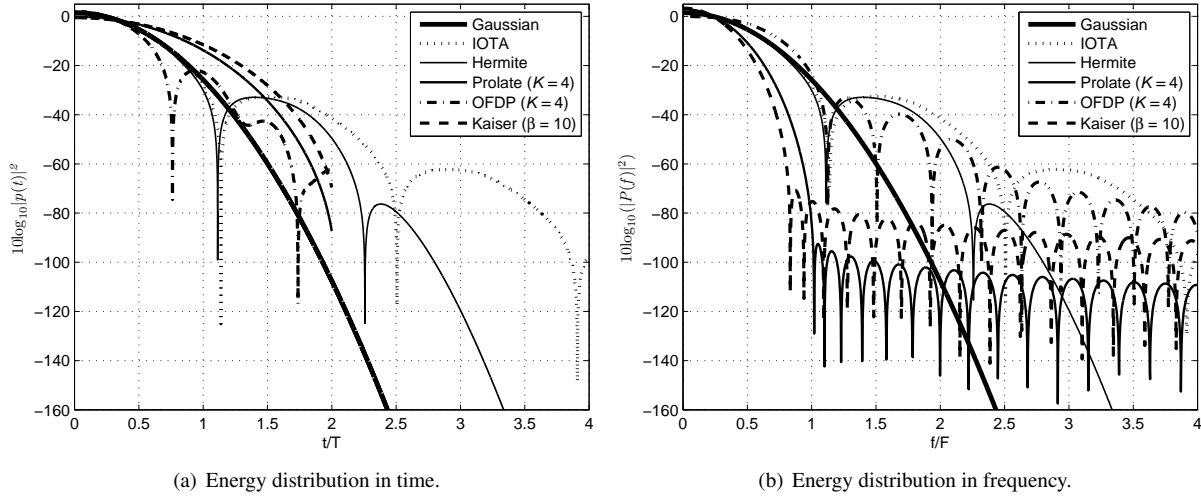 0
−20
−40
−60
−80
−100
−120
−140
−160
10log₁₀|p(t)|²
0 0.5 1 1.5 2 2.5 3 3.5 4
t/T
Gaussian
IOTA
Hermite
Prolate (K = 4)
OFDP (K = 4)
Kaiser (β = 10)
(a) Energy distribution in time.
0
−20
−40
−60
−80
−100
−120
−140
−160
10log₁₀(|P(f)|²)
0 0.5 1 1.5 2 2.5 3 3.5 4
f/F
Gaussian
IOTA
Hermite
Prolate (K = 4)
OFDP (K = 4)
Kaiser (β = 10)
(b) Energy distribution in frequency.